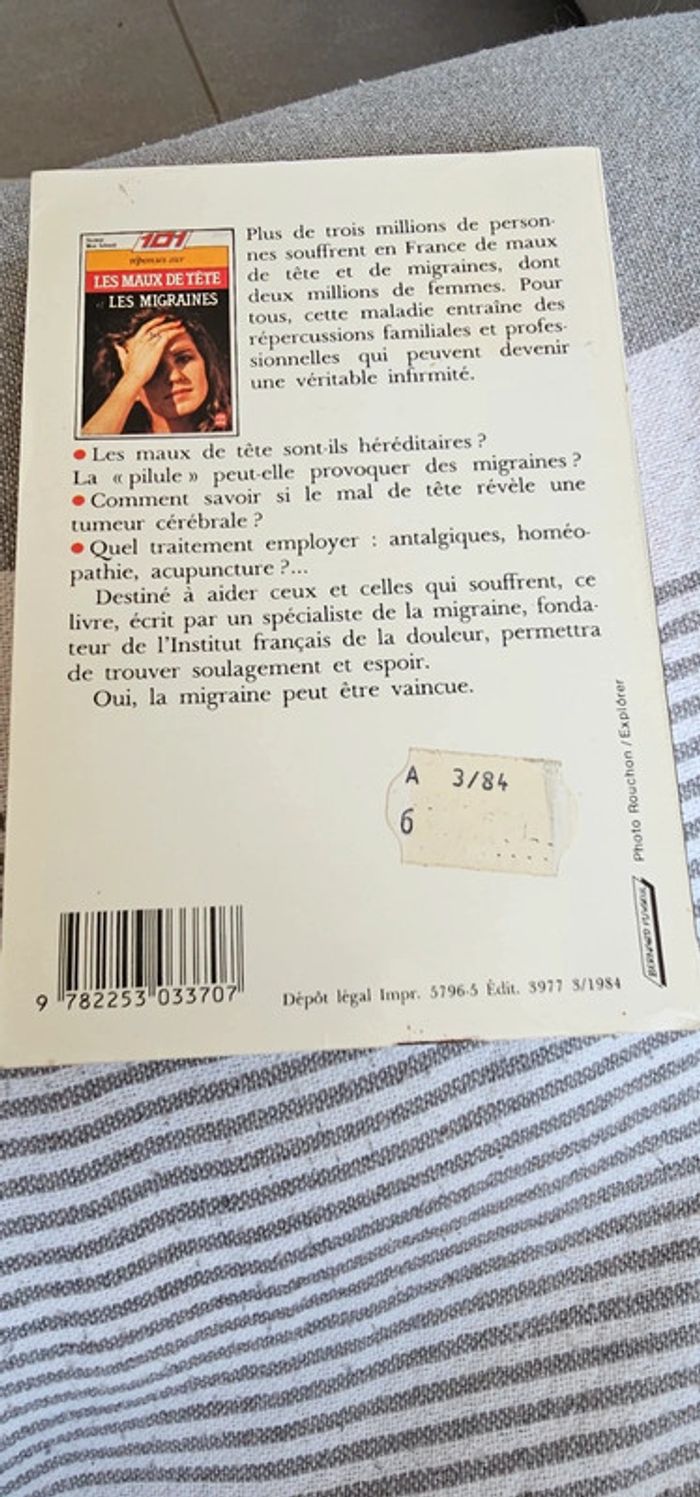 101
réponses sur
LES MAUX DE TÊTE
et LES MIGRAINES
Plus de trois millions de person-
nes souffrent en France de maux
de tête et de migraines, dont
deux millions de femmes. Pour
tous, cette maladie entraîne des
répercussions familiales et profes-
sionnelles qui peuvent devenir
une véritable infirmité.
● Les maux de tête sont-ils héréditaires ?
La « pilule » peut-elle provoquer des migraines ?
● Comment savoir si le mal de tête révèle une
tumeur cérébrale ?
● Quel traitement employer : antalgiques, homéo-
pathie, acupuncture ?...
Destiné à aider ceux et celles qui souffrent, ce
livre, écrit par un spécialiste de la migraine, fonda-
teur de l'Institut français de la douleur, permettra
de trouver soulagement et espoir.
Oui, la migraine peut être vaincue.
A 3/84
6
Photo Rouchon / Explorer
9 782253 033707
Dépôt légal Impr. 5796-5 Édit. 3977 3/1984